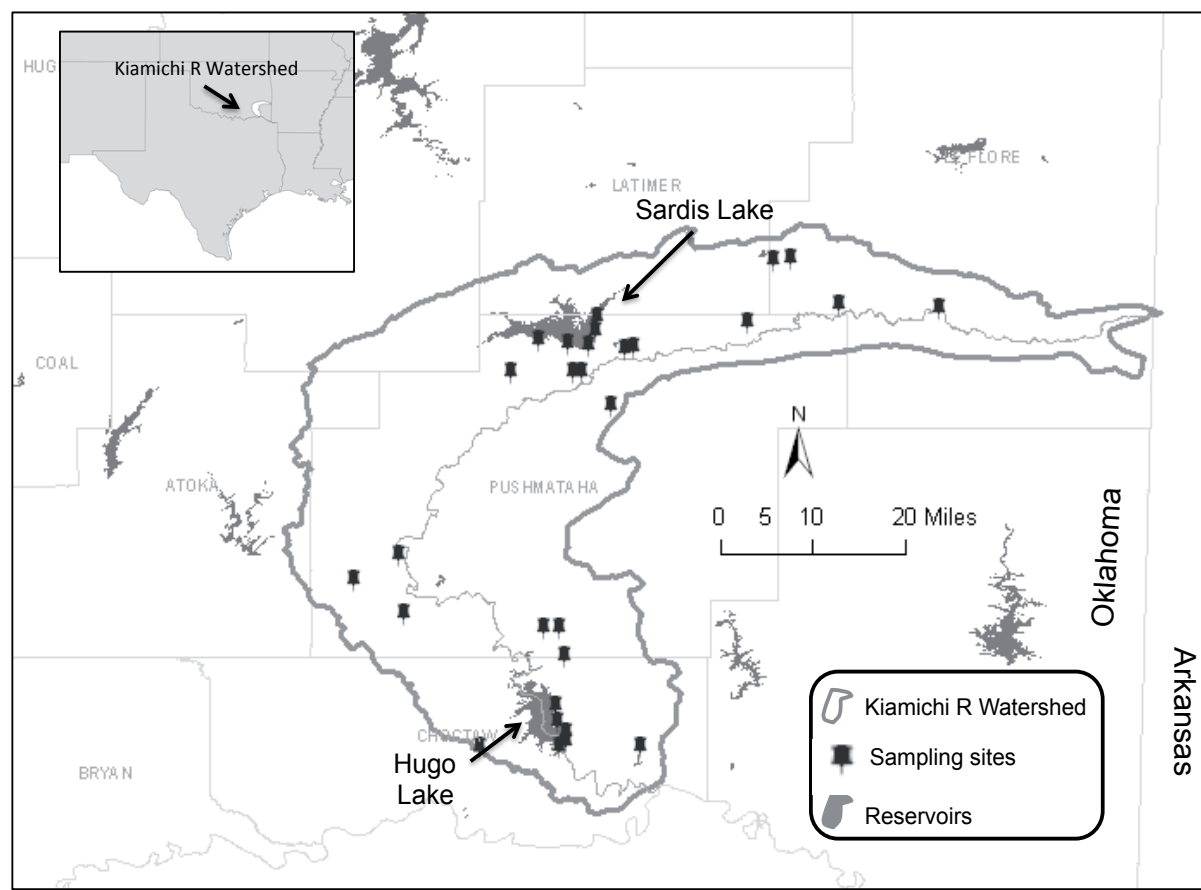 HUG
Kiamichi R Watershed
LE FLORE
LATIMER
Sardis Lake
COAL
N
ATOKA
PUSHMATAHA
0 5 10 20 Miles
Oklahoma
Arkansas
CHOCTAW
Hugo
Lake
BRYAN
Kiamichi R Watershed
Sampling sites
Reservoirs